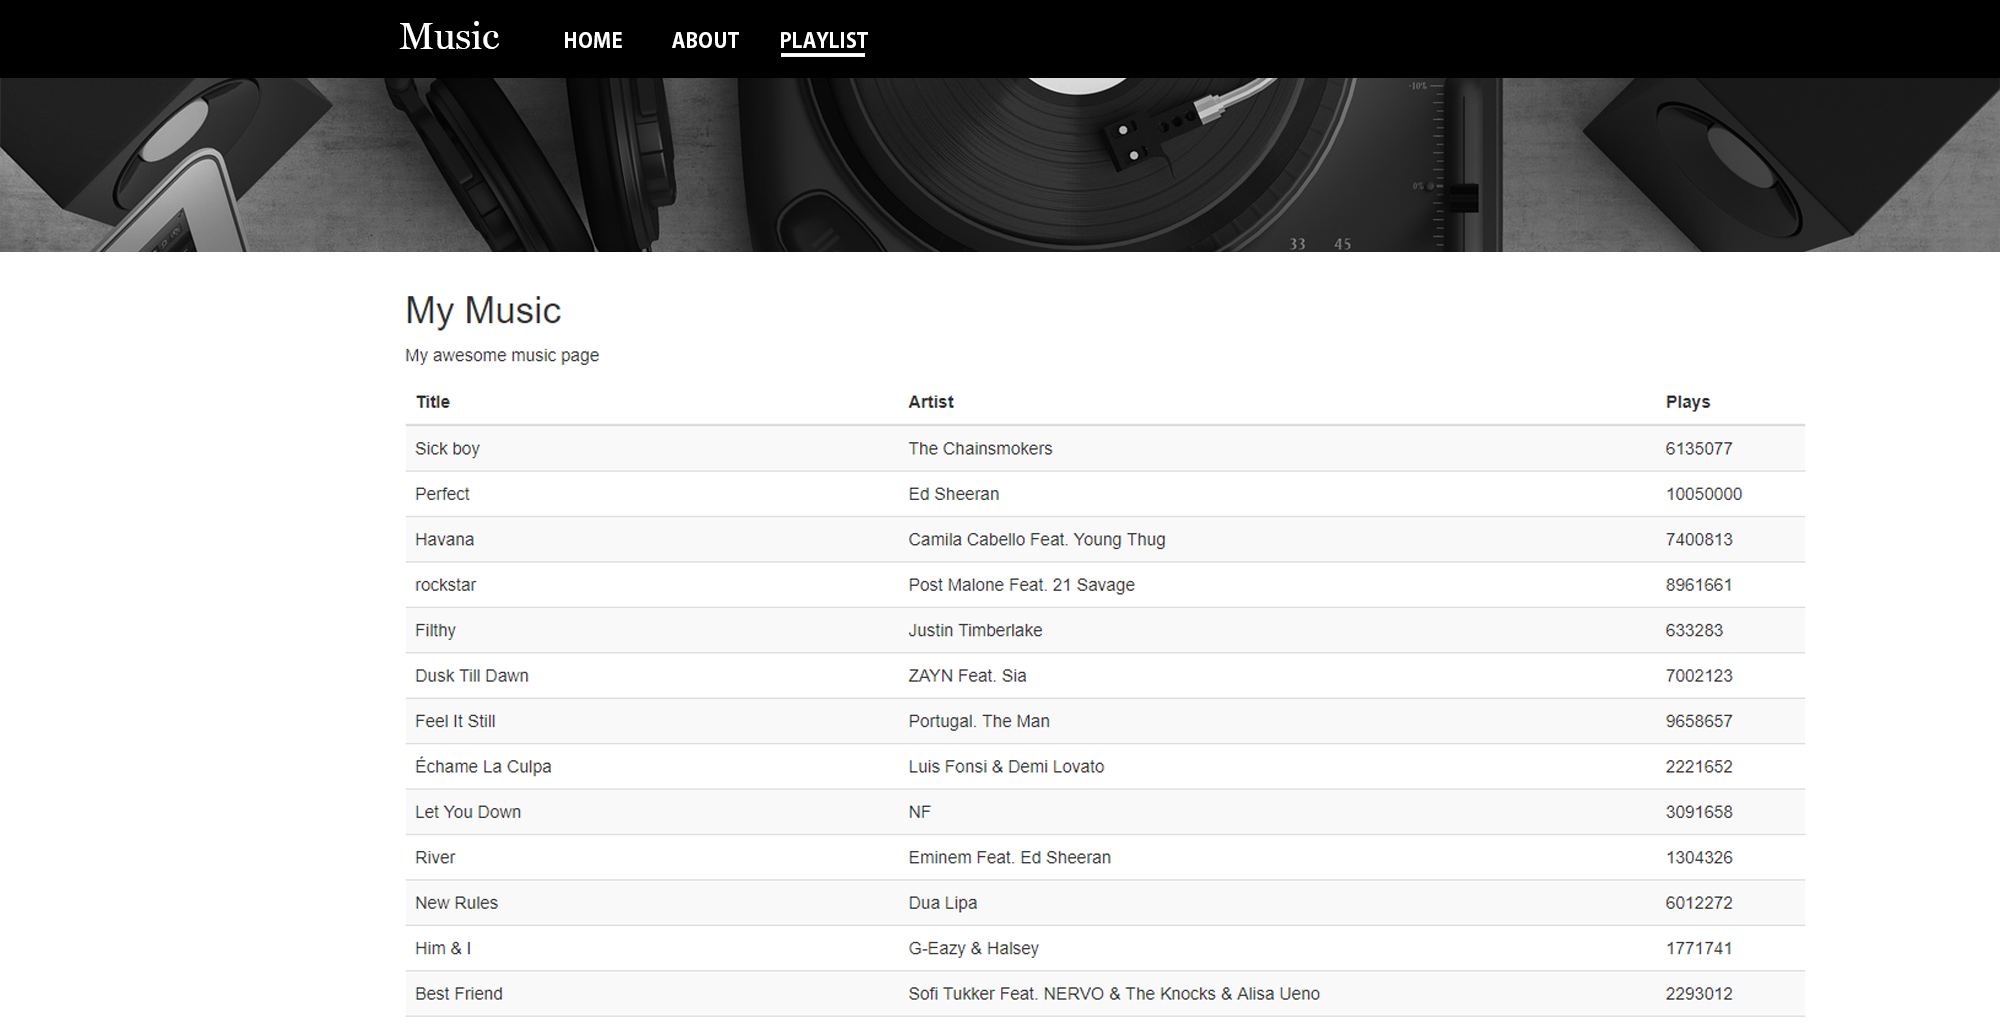 Music HOME ABOUT PLAYLIST
-10%
0%
33 45
My Music
My awesome music page
Title Artist Plays
Sick boy The Chainsmokers 6135077
Perfect Ed Sheeran 10050000
Havana Camila Cabello Feat. Young Thug 7400813
rockstar Post Malone Feat. 21 Savage 8961661
Filthy Justin Timberlake 633283
Dusk Till Dawn ZAYN Feat. Sia 7002123
Feel It Still Portugal. The Man 9658657
Échame La Culpa Luis Fonsi & Demi Lovato 2221652
Let You Down NF 3091658
River Eminem Feat. Ed Sheeran 1304326
New Rules Dua Lipa 6012272
Him & I G-Eazy & Halsey 1771741
Best Friend Sofi Tukker Feat. NERVO & The Knocks & Alisa Ueno 2293012